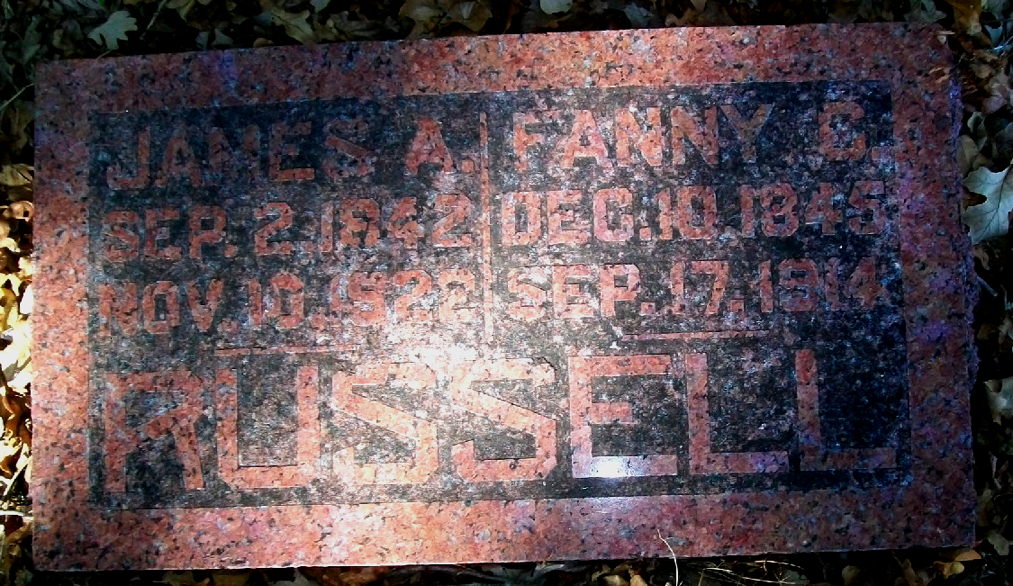 JAMES A.
SEP. 2. 1842
NOV. 10. 1922
FANNY C.
DEC. 10. 1845
SEP. 17. 1914
RUSSELL